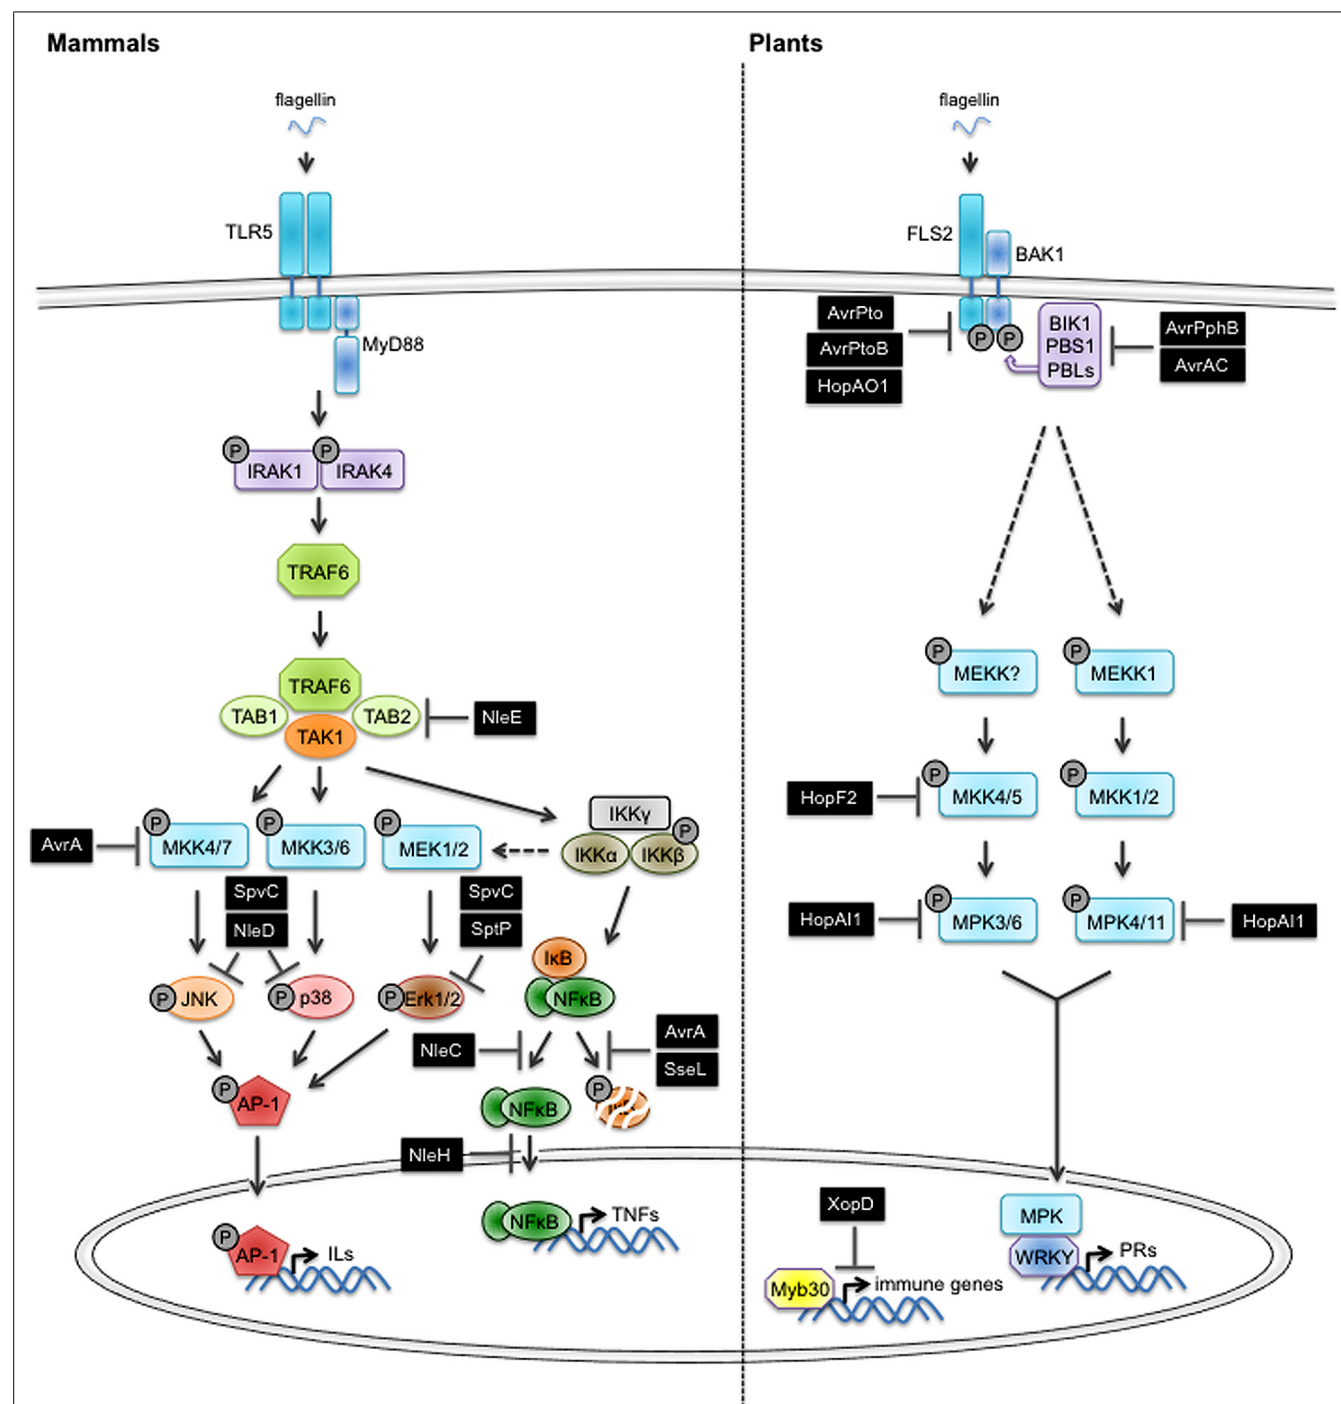 Mammals
flagellin
TLR5
MyD88
P
P
IRAK1
IRAK4
TRAF6
TRAF6
TAB1
TAB2
TAK1
NleE
IKKγ
P
IKKα
IKKβ
AvrA
P
MKK4/7
P
MKK3/6
P
MEK1/2
SpvC
NleD
SpvC
SptP
P
JNK
P
p38
P
Erk1/2
IκB
NFκB
NleC
AvrA
SseL
P
AP-1
NFκB
P
IκB
NleH
P
AP-1
ILs
NFκB
TNFs
Plants
flagellin
FLS2
BAK1
AvrPto
AvrPtoB
HopAO1
P
P
BIK1
PBS1
PBLs
AvrPphB
AvrAC
P
MEKK?
P
MEKK1
HopF2
P
MKK4/5
P
MKK1/2
HopAI1
P
MPK3/6
P
MPK4/11
HopAI1
XopD
Myb30
immune genes
MPK
WRKY
PRs